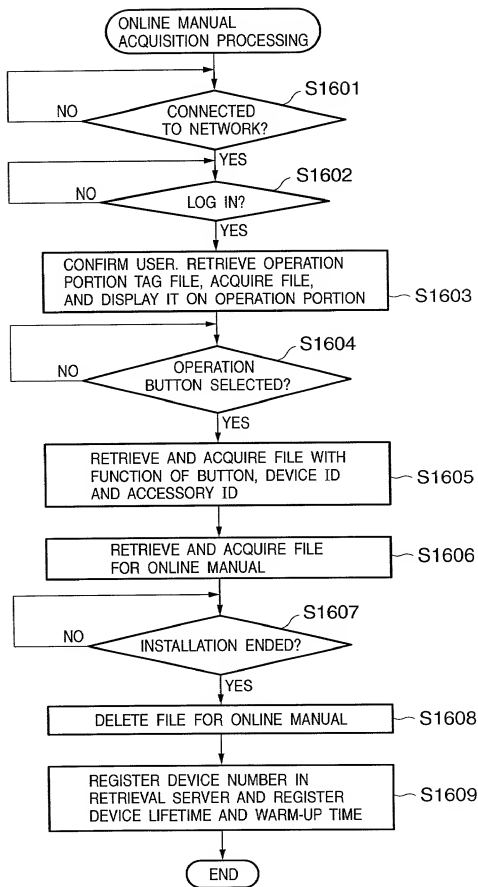 ONLINE MANUAL
ACQUISITION PROCESSING
S1601
CONNECTED
TO NETWORK?
NO
YES
S1602
LOG IN?
NO
YES
CONFIRM USER. RETRIEVE OPERATION
PORTION TAG FILE, ACQUIRE FILE,
AND DISPLAY IT ON OPERATION PORTION
S1603
S1604
OPERATION
BUTTON SELECTED?
NO
YES
RETRIEVE AND ACQUIRE FILE WITH
FUNCTION OF BUTTON, DEVICE ID
AND ACCESSORY ID
S1605
RETRIEVE AND ACQUIRE FILE
FOR ONLINE MANUAL
S1606
S1607
INSTALLATION ENDED?
NO
YES
DELETE FILE FOR ONLINE MANUAL
S1608
REGISTER DEVICE NUMBER IN
RETRIEVAL SERVER AND REGISTER
DEVICE LIFETIME AND WARM-UP TIME
S1609
END